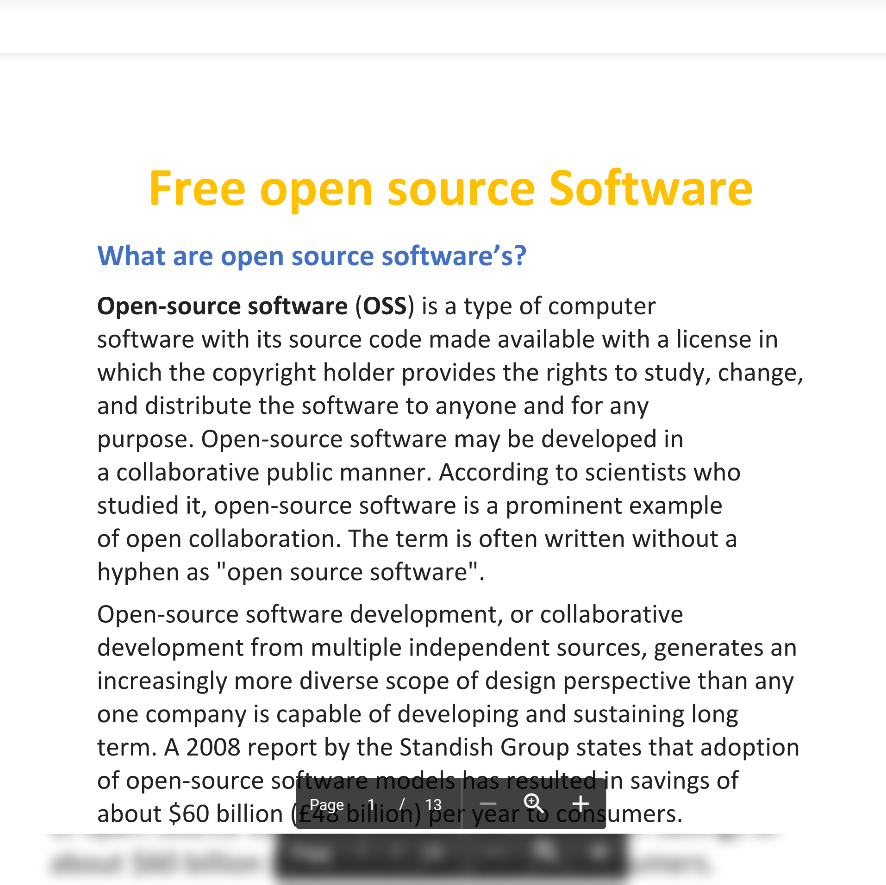 Free open source Software
What are open source software’s?
Open-source software (OSS) is a type of computer
software with its source code made available with a license in
which the copyright holder provides the rights to study, change,
and distribute the software to anyone and for any
purpose. Open-source software may be developed in
a collaborative public manner. According to scientists who
studied it, open-source software is a prominent example
of open collaboration. The term is often written without a
hyphen as "open source software".
Open-source software development, or collaborative
development from multiple independent sources, generates an
increasingly more diverse scope of design perspective than any
one company is capable of developing and sustaining long
term. A 2008 report by the Standish Group states that adoption
of open-source software models has resulted in savings of
about $60 billion (£48 billion) per year to consumers.
Page 1 / 13